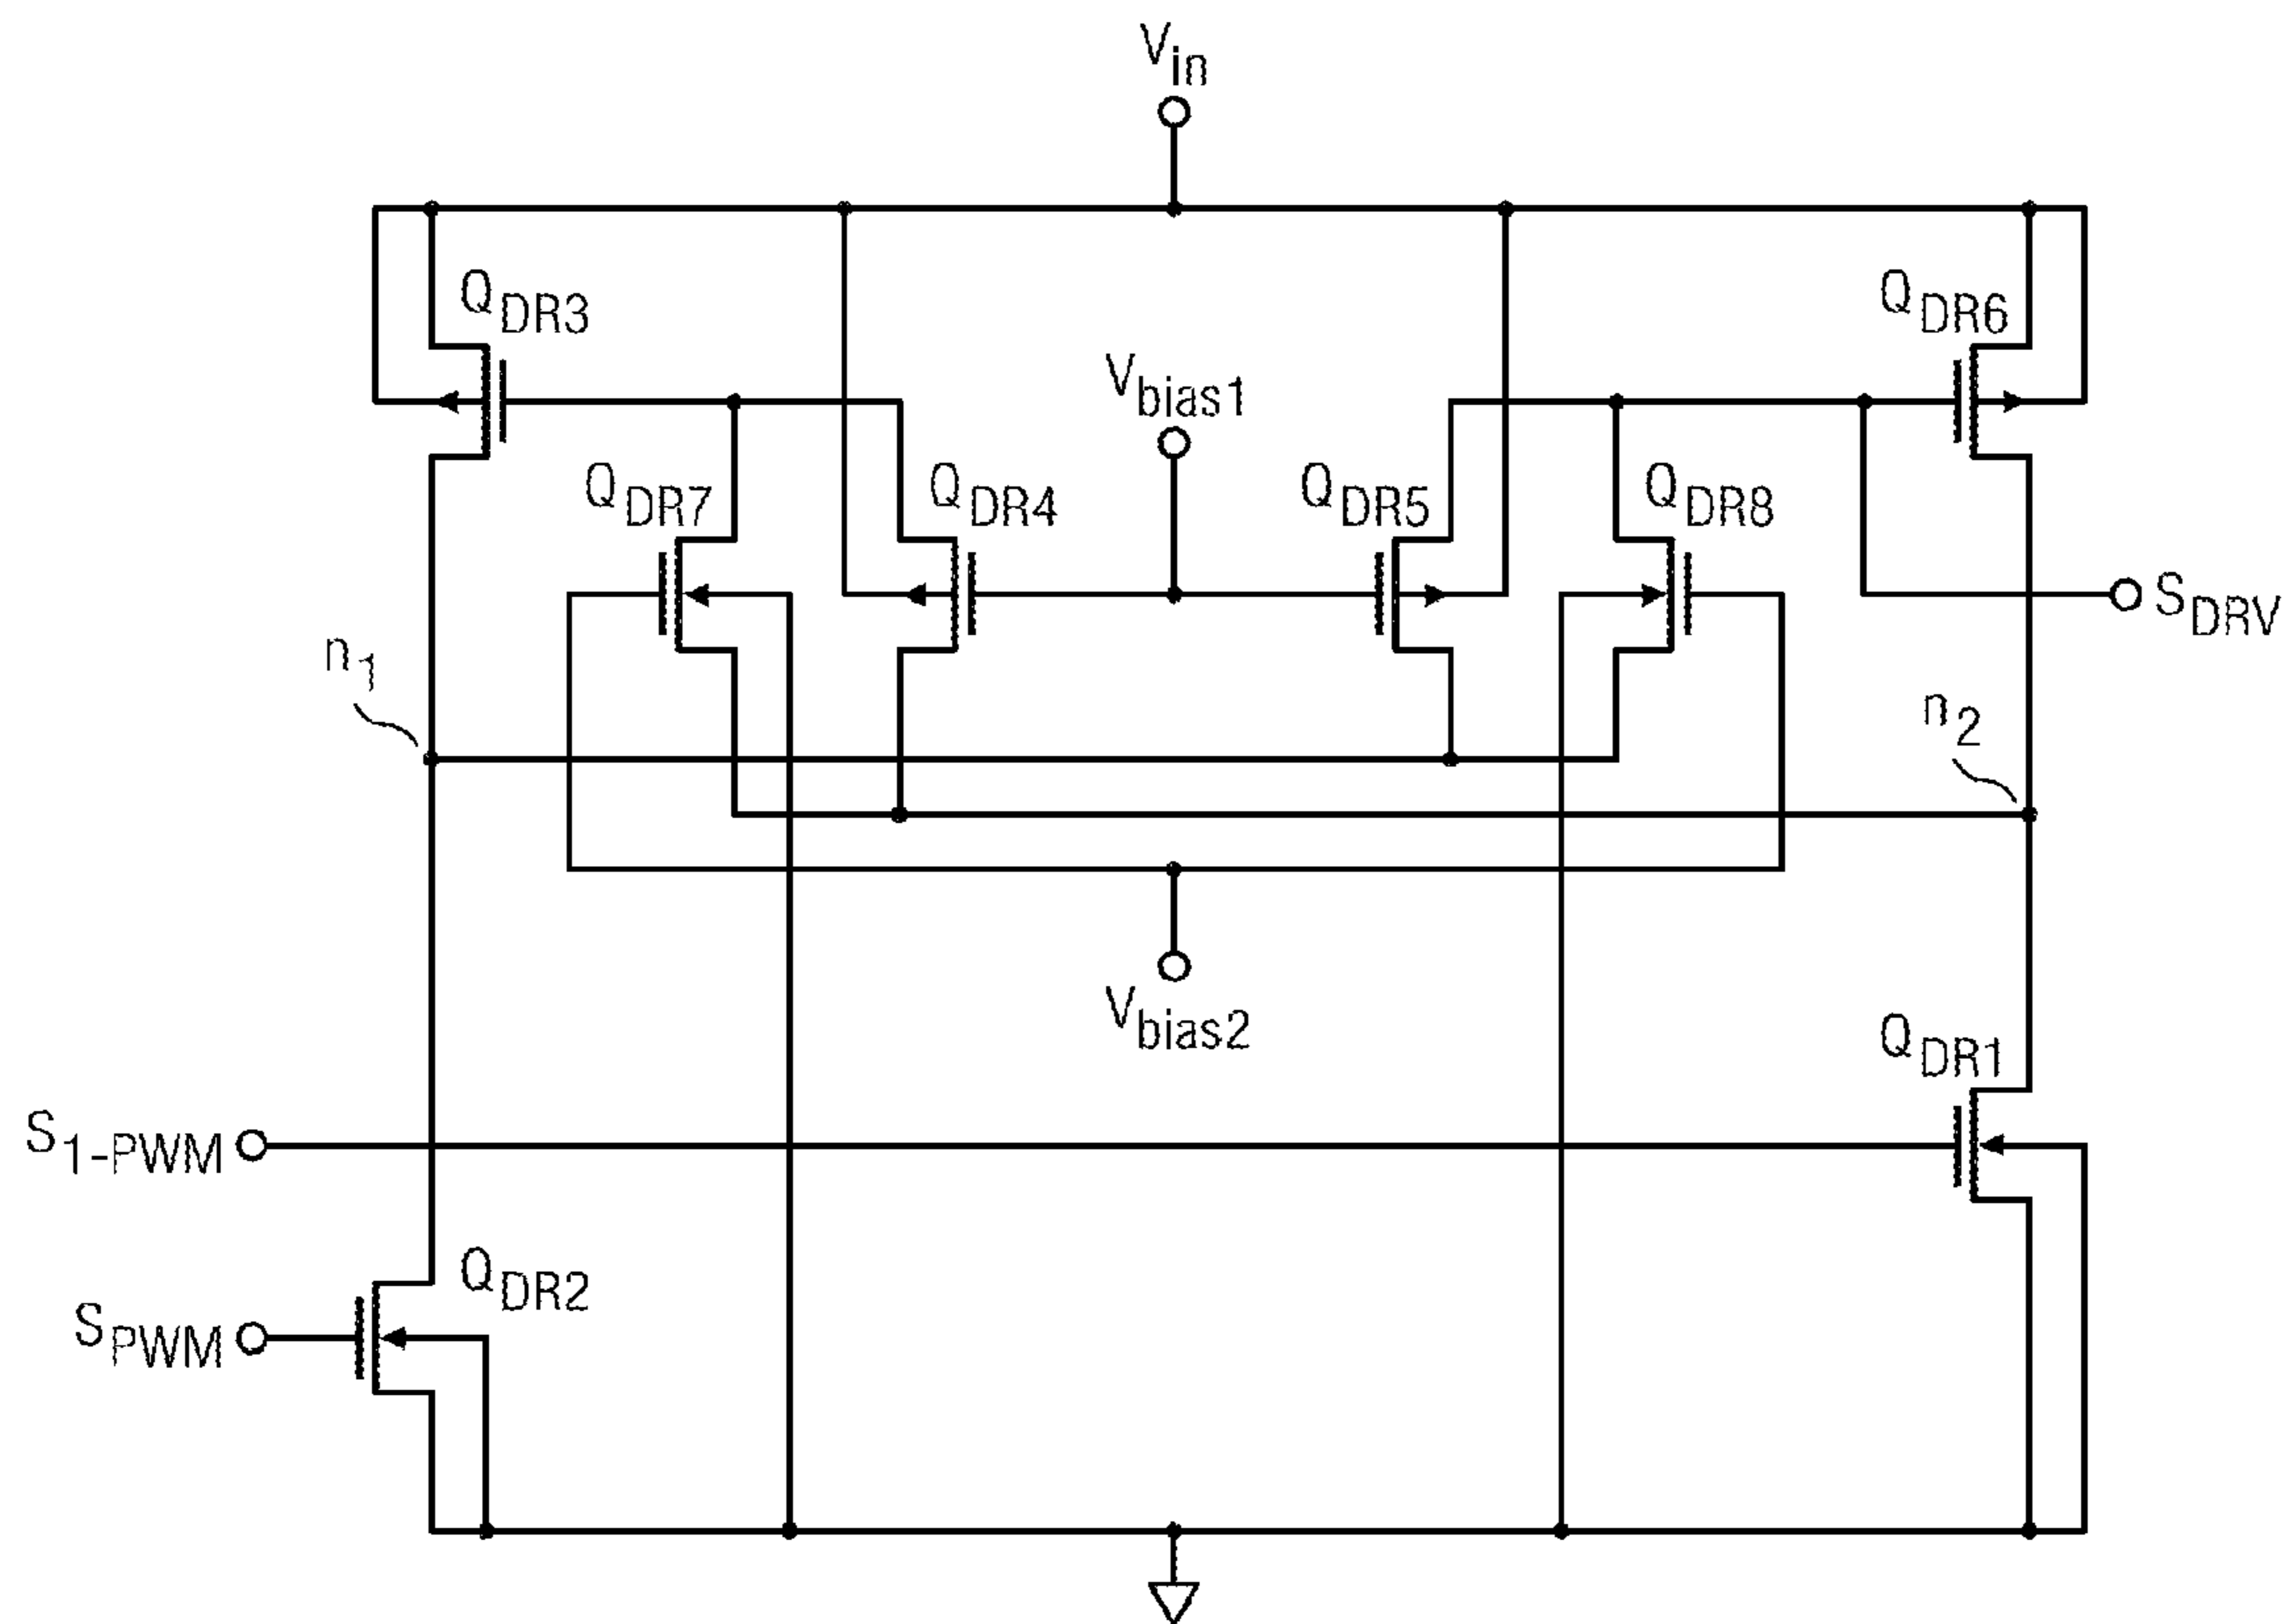 Vin
QDR3
QDR6
Vbias1
QDR7
QDR4
QDR5
QDR8
SDRV
n1
n2
Vbias2
QDR1
S1-PWM
QDR2
SPWM